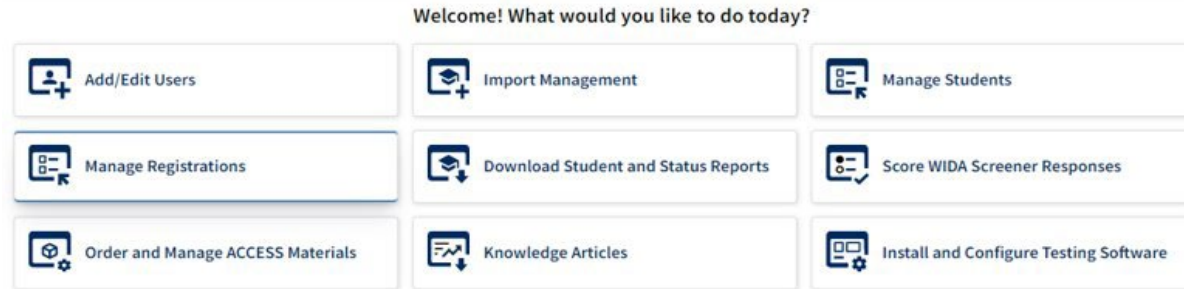 Welcome! What would you like to do today?
Add/Edit Users
Import Management
Manage Students
Manage Registrations
Download Student and Status Reports
Score WIDA Screener Responses
Order and Manage ACCESS Materials
Knowledge Articles
Install and Configure Testing Software